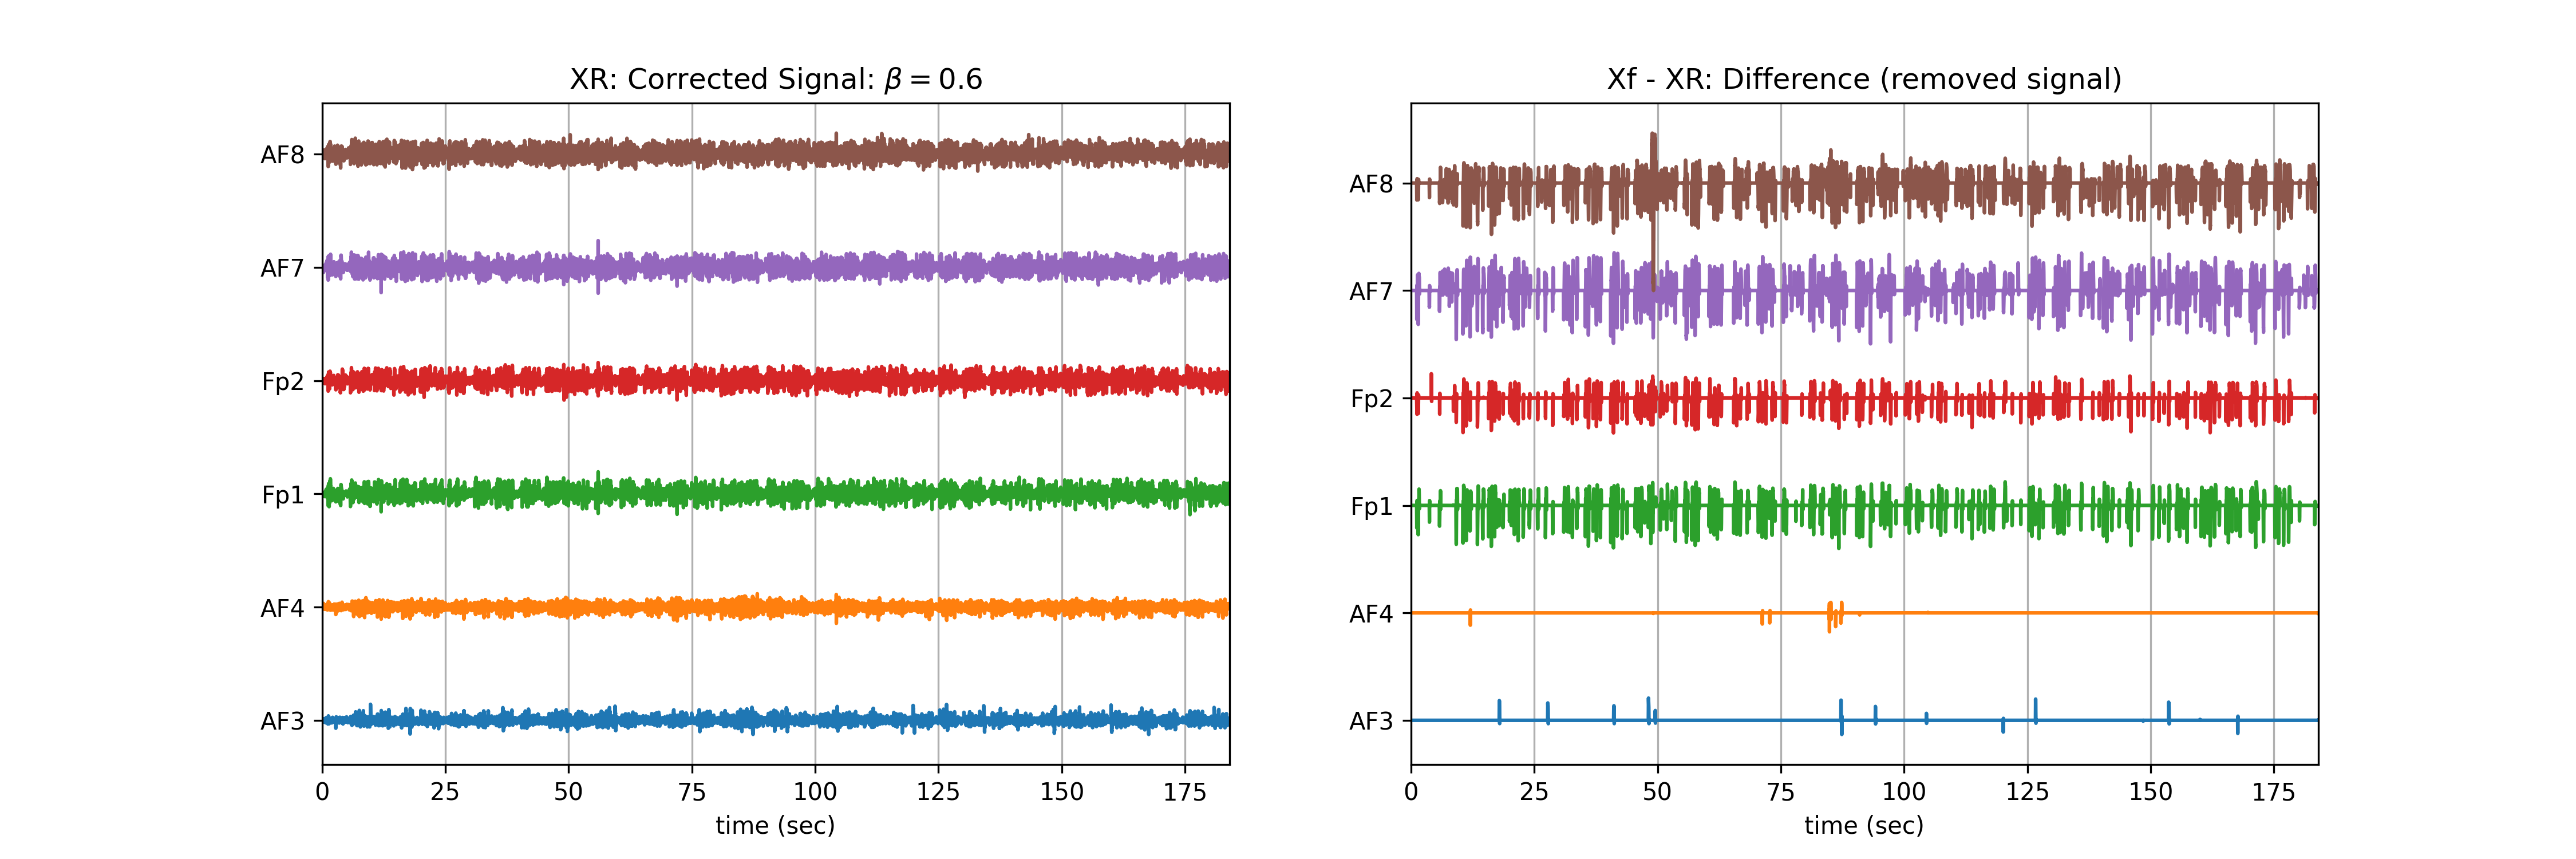 XR: Corrected Signal: β = 0.6
AF8
AF7
Fp2
Fp1
AF4
AF3
0 25 50 75 100 125 150 175
time (sec)
Xf - XR: Difference (removed signal)
AF8
AF7
Fp2
Fp1
AF4
AF3
0 25 50 75 100 125 150 175
time (sec)